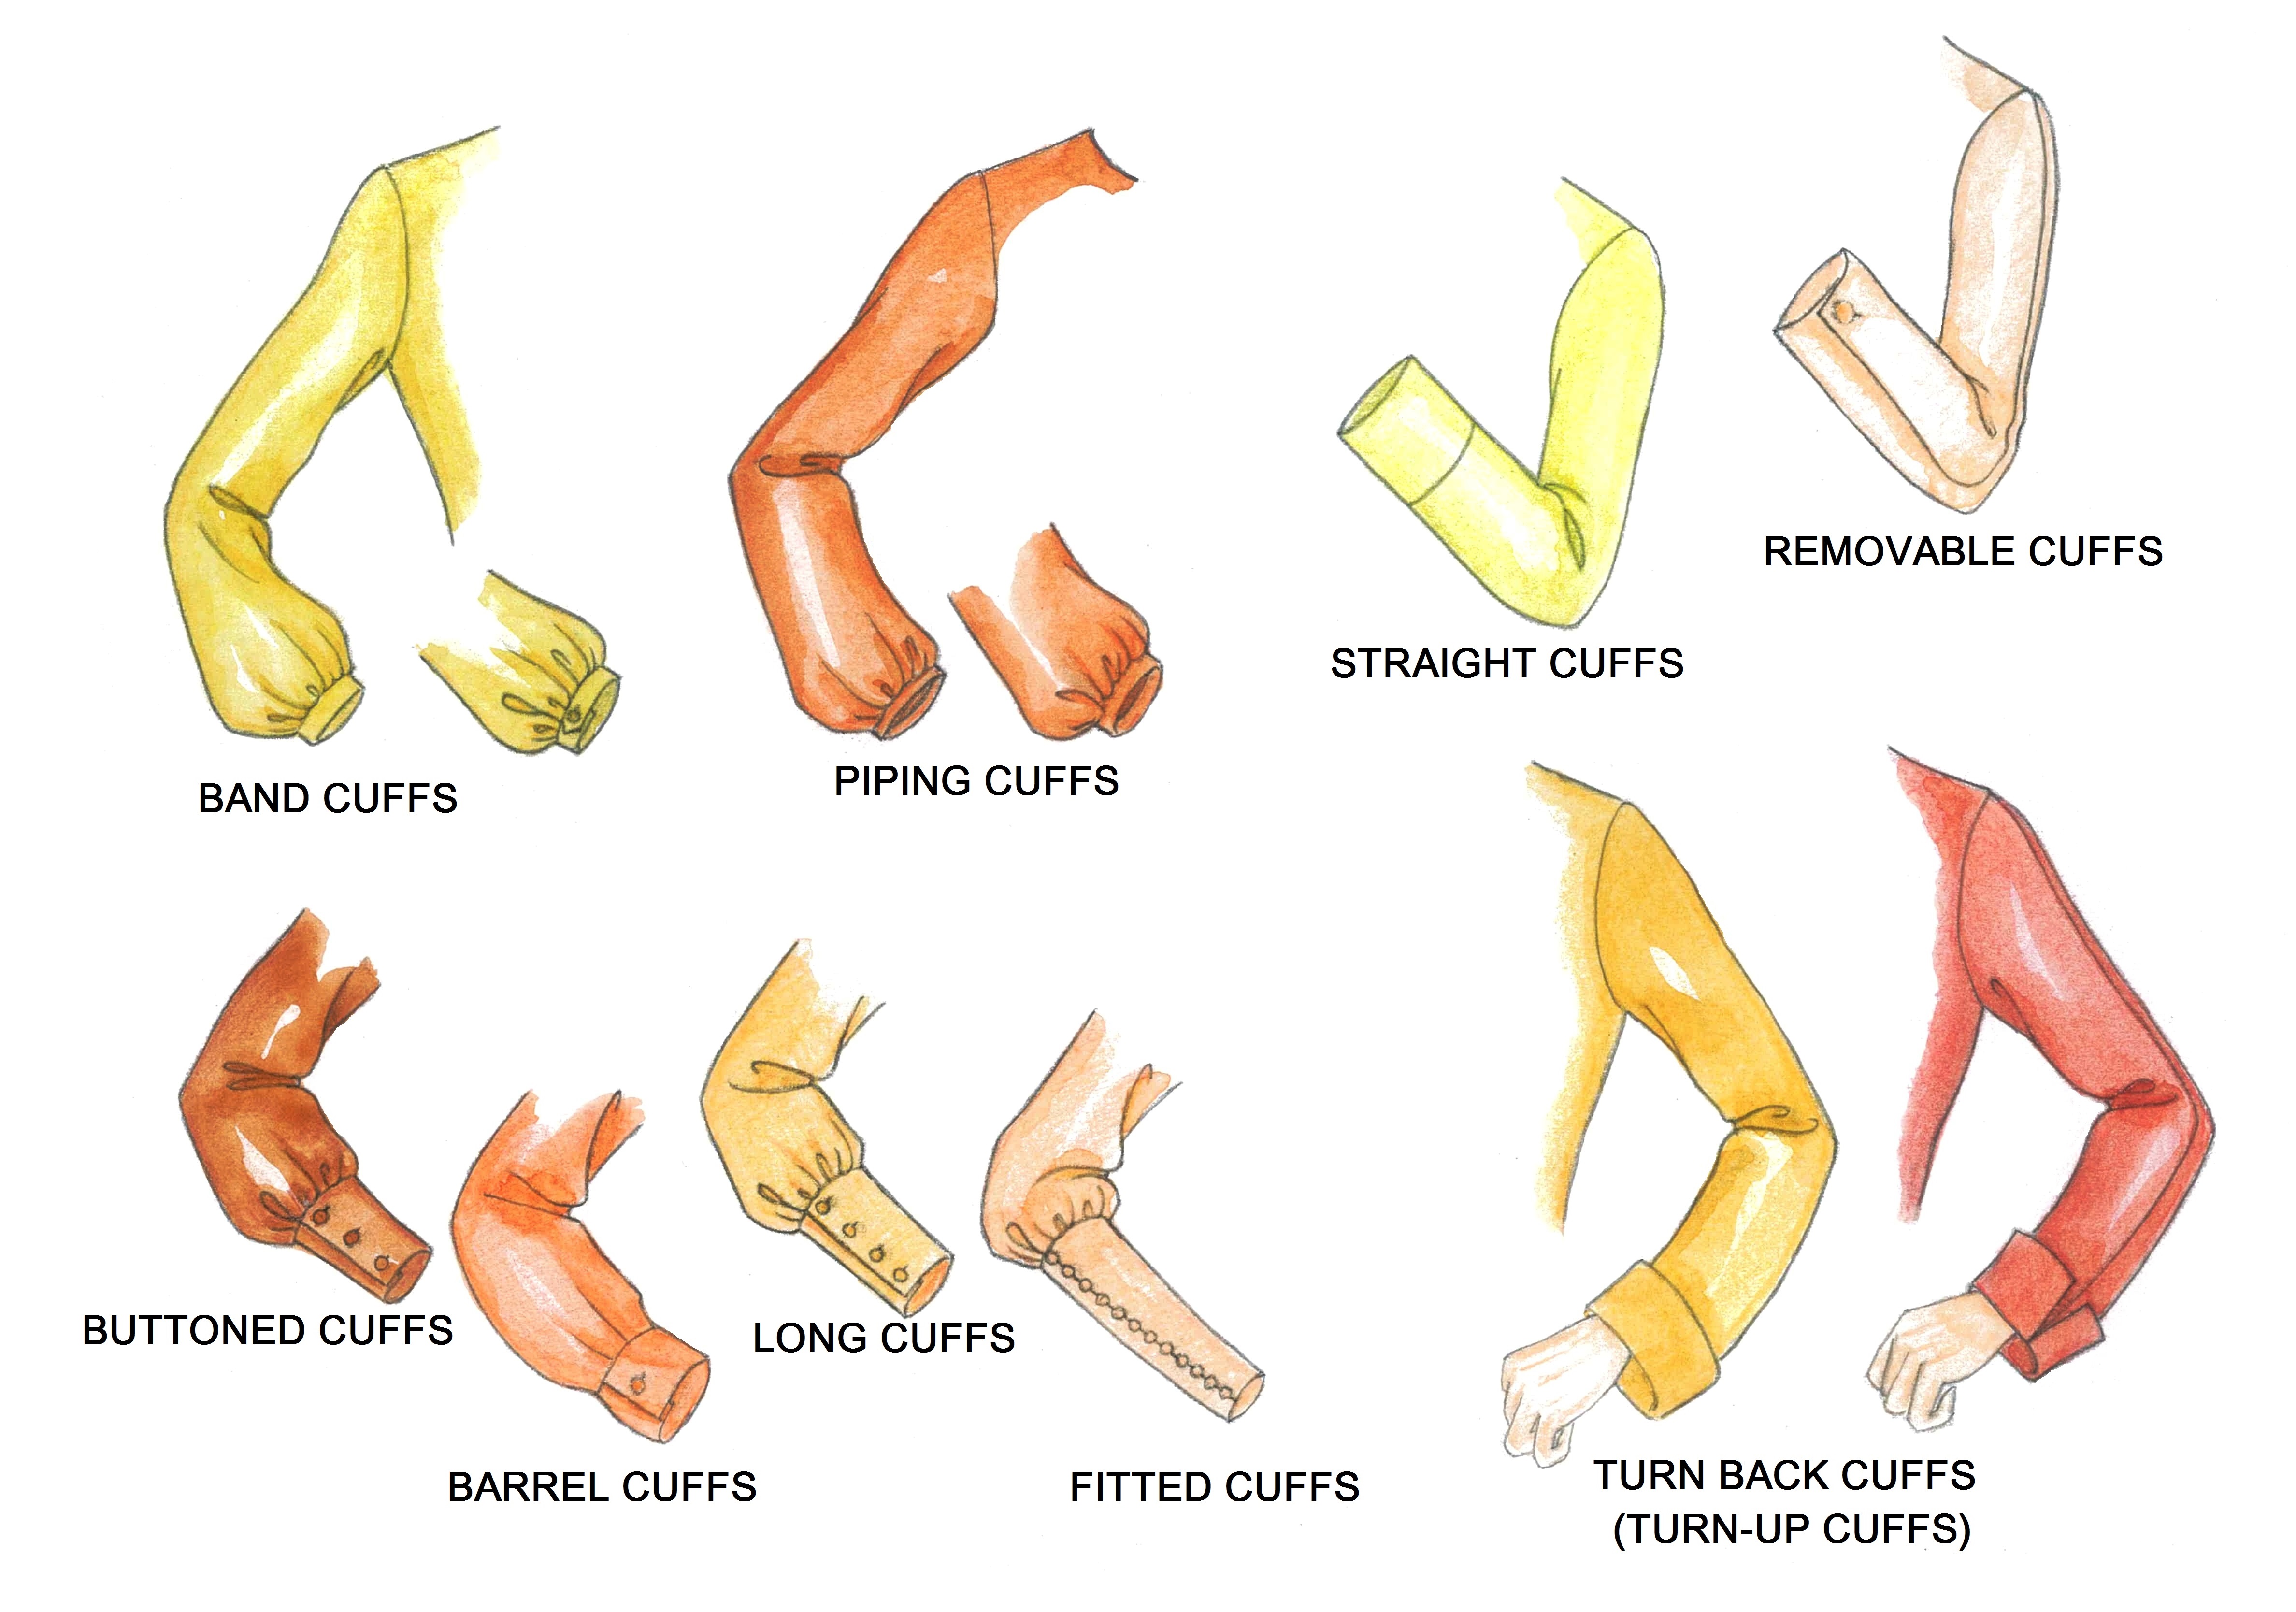 REMOVABLE CUFFS
STRAIGHT CUFFS
BAND CUFFS
PIPING CUFFS
BUTTONED CUFFS
LONG CUFFS
BARREL CUFFS
FITTED CUFFS
TURN BACK CUFFS
(TURN-UP CUFFS)